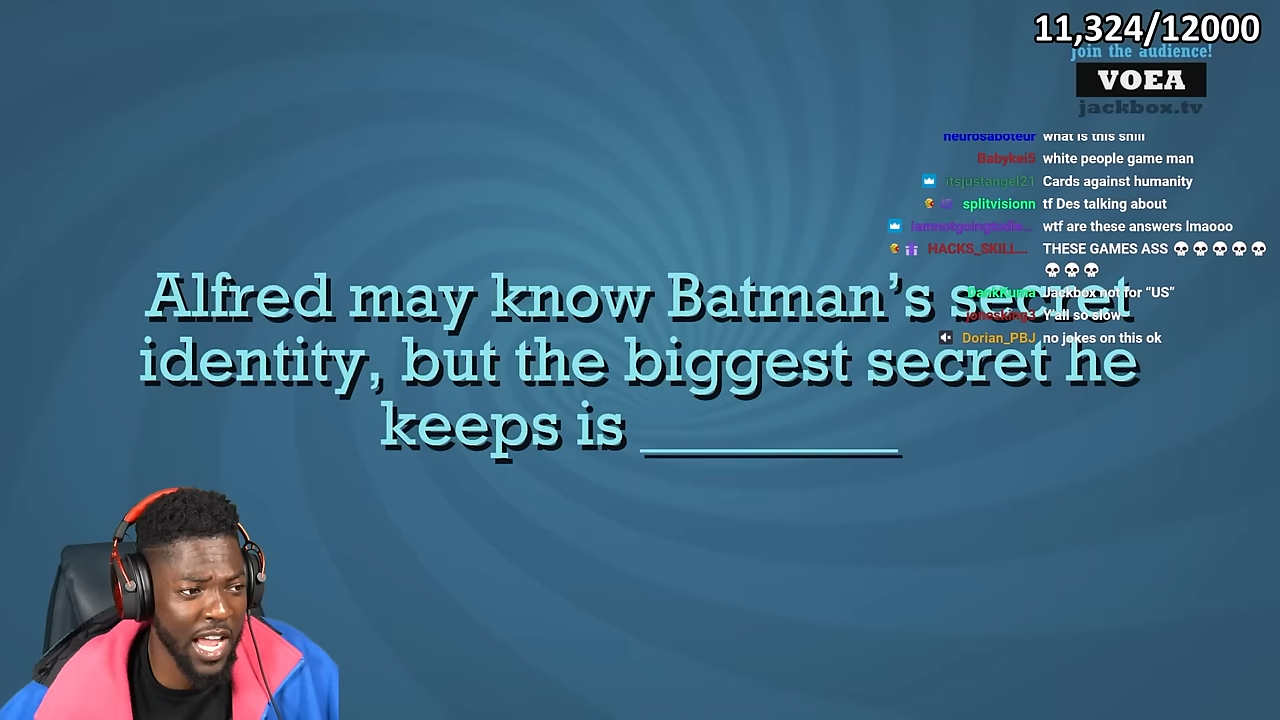 11,324/12000
join the audience!
VOEA
jackbox.tv
neurosaboteur what is this shiii
Babykei5 white people game man
itsjustangel21 Cards against humanity
splitvisionn tf Des talking about
wtf are these answers lmaooo
HACKS_SKILL... THESE GAMES ASS 💀💀💀💀💀
💀💀💀
Jackbox not for “US”
Y'all so slow
Dorian_PBJ no jokes on this ok
Alfred may know Batman’s secret
identity, but the biggest secret he
keeps is ________